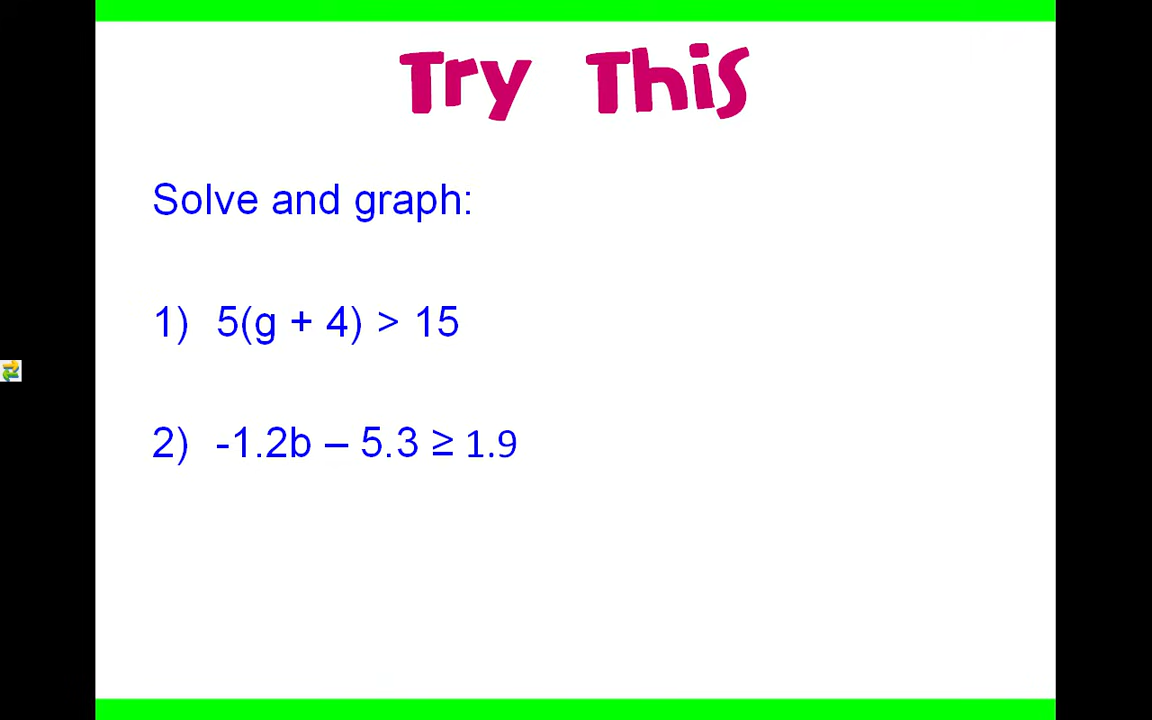 Try This
Solve and graph:
1) 5(g + 4) > 15
2) -1.2b – 5.3 ≥ 1.9